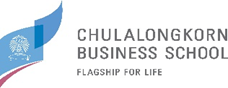 CHULALONGKORN
BUSINESS SCHOOL
FLAGSHIP FOR LIFE